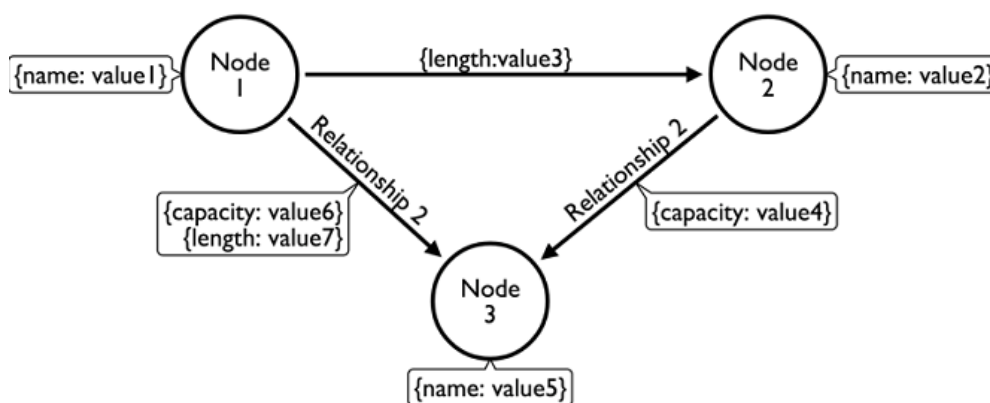 Node
1
{name: value1}
{length:value3}
Node
2
{name: value2}
Relationship 2
{capacity: value6}
{length: value7}
Relationship 2
{capacity: value4}
Node
3
{name: value5}